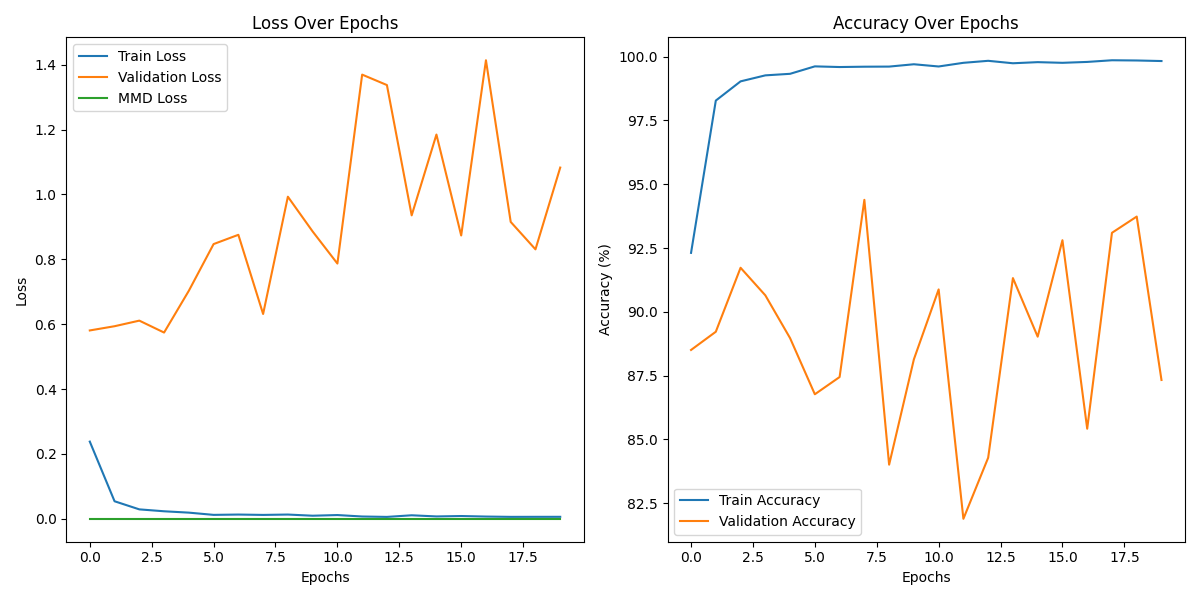 Loss Over Epochs
Train Loss
Validation Loss
MMD Loss
1.4
1.2
1.0
0.8
0.6
0.4
0.2
0.0
Loss
0.0 2.5 5.0 7.5 10.0 12.5 15.0 17.5
Epochs
Accuracy Over Epochs
100.0
97.5
95.0
92.5
90.0
87.5
85.0
82.5
Accuracy (%)
Train Accuracy
Validation Accuracy
0.0 2.5 5.0 7.5 10.0 12.5 15.0 17.5
Epochs